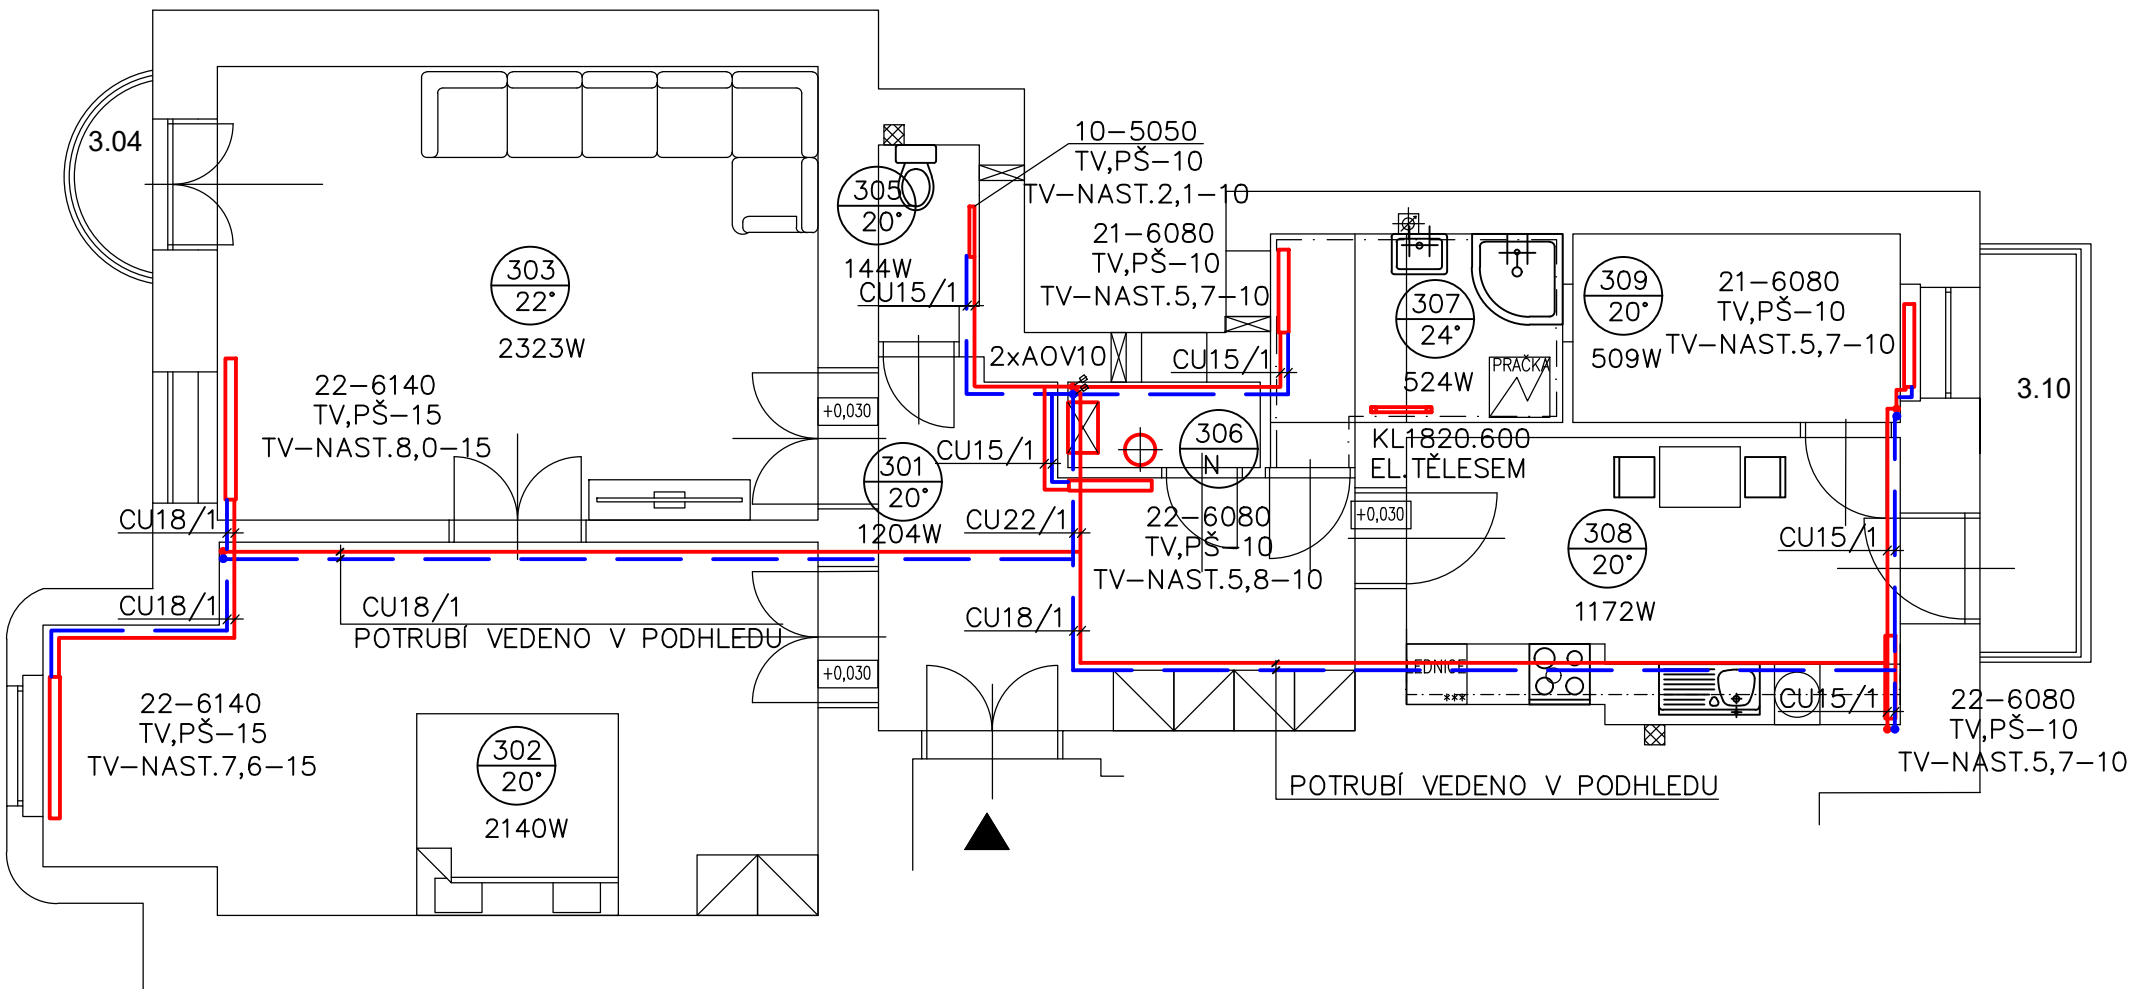 3.04
303
22°
2323W
22-6140
TV,PŠ-15
TV-NAST.8,0-15
305
20°
144W
CU15/1
10-5050
TV,PŠ-10
TV-NAST.2,1-10
21-6080
TV,PŠ-10
TV-NAST.5,7-10
2xAOV10
CU15/1
307
24°
524W
PRAČKA
KL1820.600
EL.TĚLESEM
309
20°
509W
21-6080
TV,PŠ-10
TV-NAST.5,7-10
3.10
+0,030
301
20°
1204W
CU15/1
306
N
CU22/1
22-6080
TV,PŠ-10
TV-NAST.5,8-10
+0,030
308
20°
1172W
CU15/1
CU18/1
CU18/1
CU18/1
POTRUBÍ VEDENO V PODHLEDU
CU18/1
+0,030
LEDNICE
***
CU15/1
22-6080
TV,PŠ-10
TV-NAST.5,7-10
22-6140
TV,PŠ-15
TV-NAST.7,6-15
302
20°
2140W
POTRUBÍ VEDENO V PODHLEDU